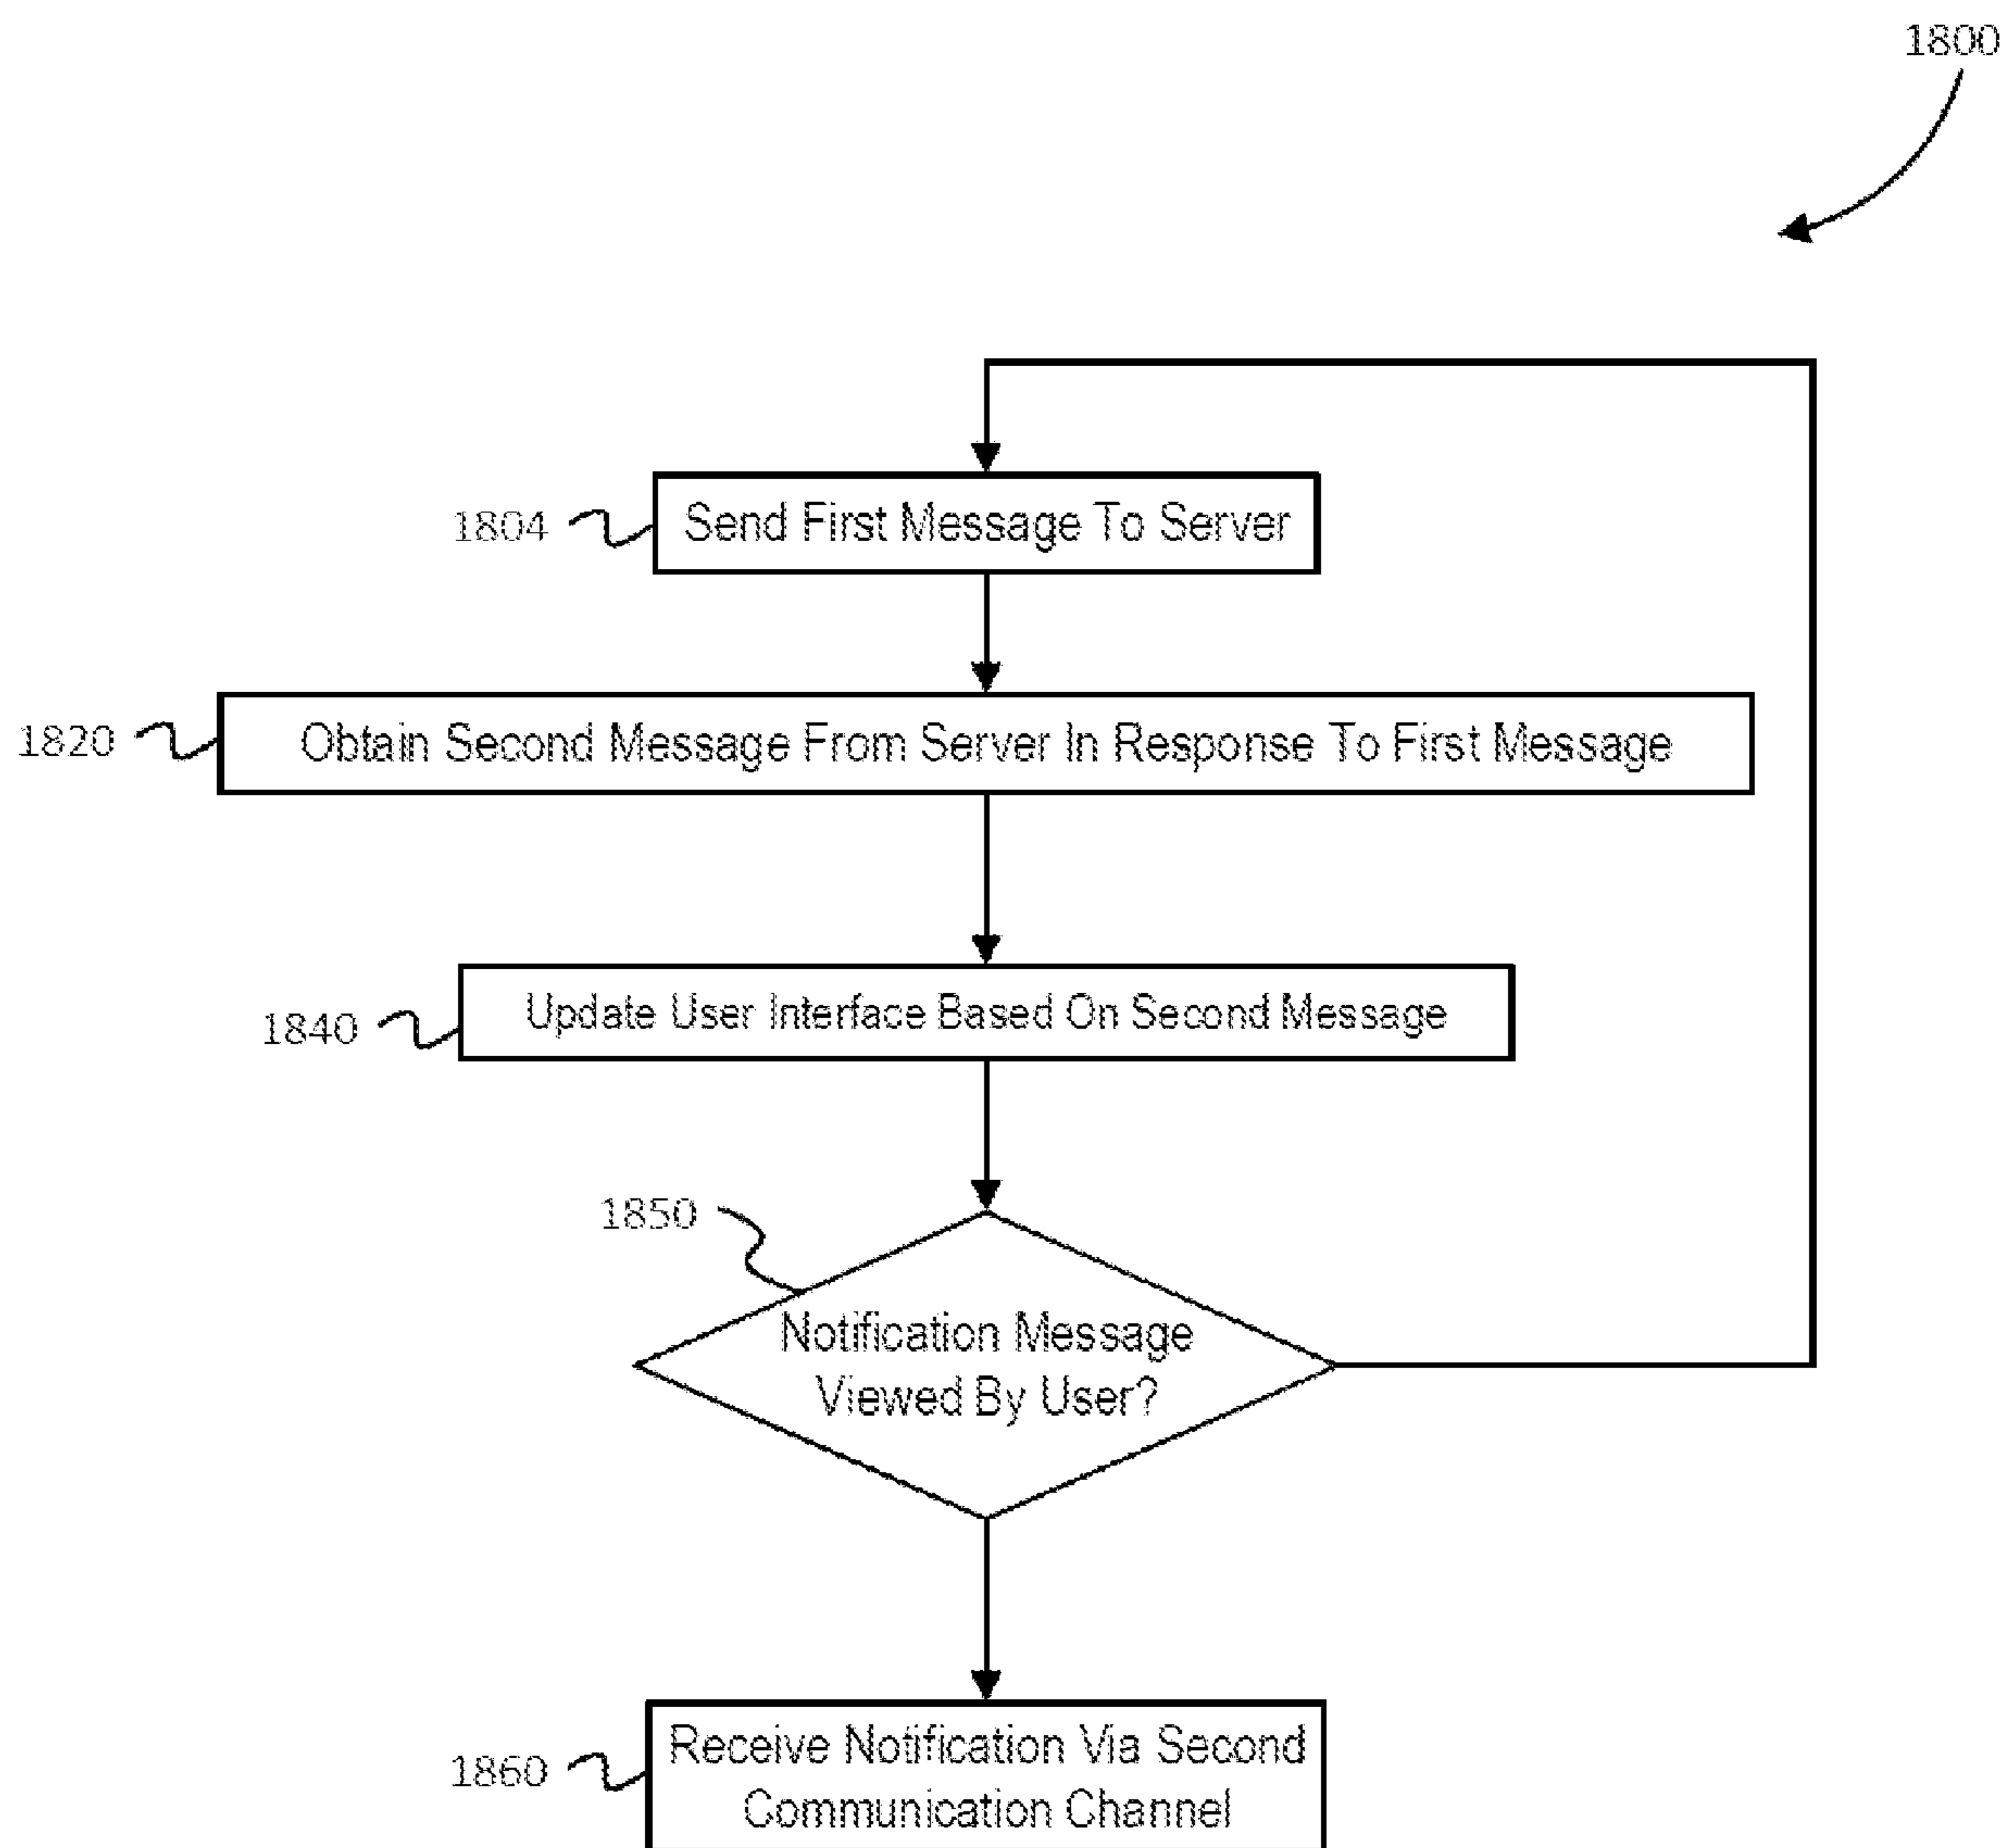 1800
1804
Send First Message To Server
1820
Obtain Second Message From Server In Response To First Message
1840
Update User Interface Based On Second Message
1850
Notification Message
Viewed By User?
1860
Receive Notification Via Second
Communication Channel